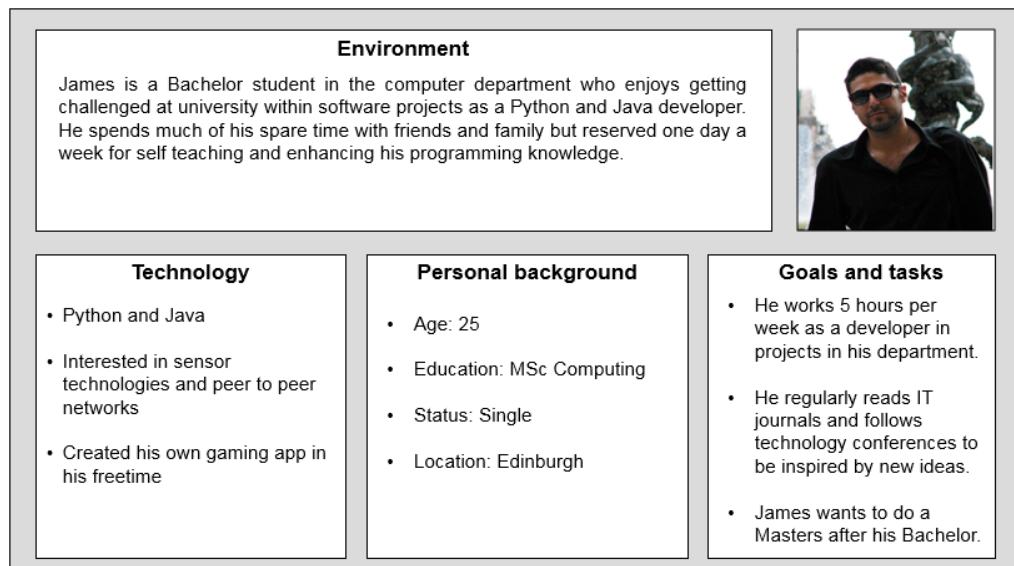 Environment
James is a Bachelor student in the computer department who enjoys getting
challenged at university within software projects as a Python and Java developer.
He spends much of his spare time with friends and family but reserved one day a
week for self teaching and enhancing his programming knowledge.
Technology
• Python and Java
• Interested in sensor
technologies and peer to peer
networks
• Created his own gaming app in
his freetime
Personal background
• Age: 25
• Education: MSc Computing
• Status: Single
• Location: Edinburgh
Goals and tasks
• He works 5 hours per
week as a developer in
projects in his department.
• He regularly reads IT
journals and follows
technology conferences to
be inspired by new ideas.
• James wants to do a
Masters after his Bachelor.